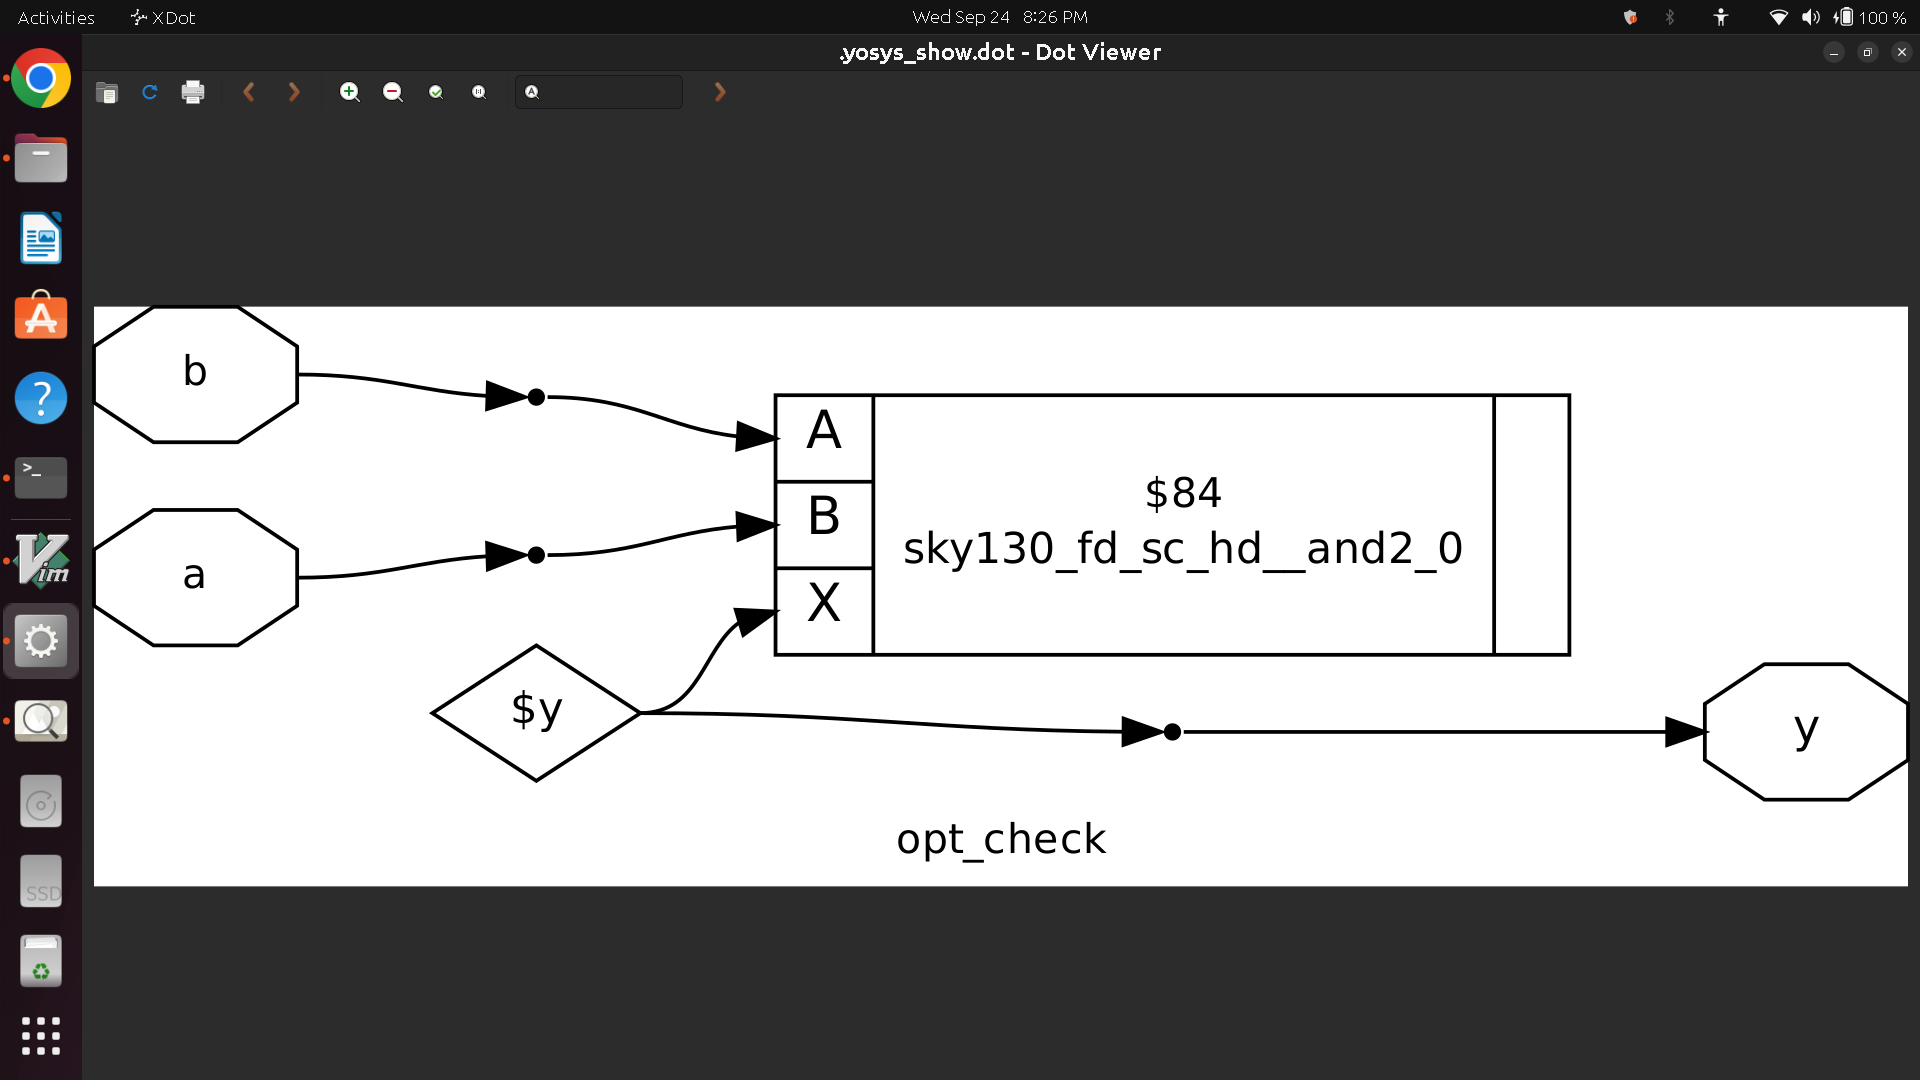 Activities
XDot
Wed Sep 24 8:26 PM
100 %
.yosys_show.dot - Dot Viewer
b
A
$84
B
sky130_fd_sc_hd__and2_0
a
X
$y
y
opt_check
SSD